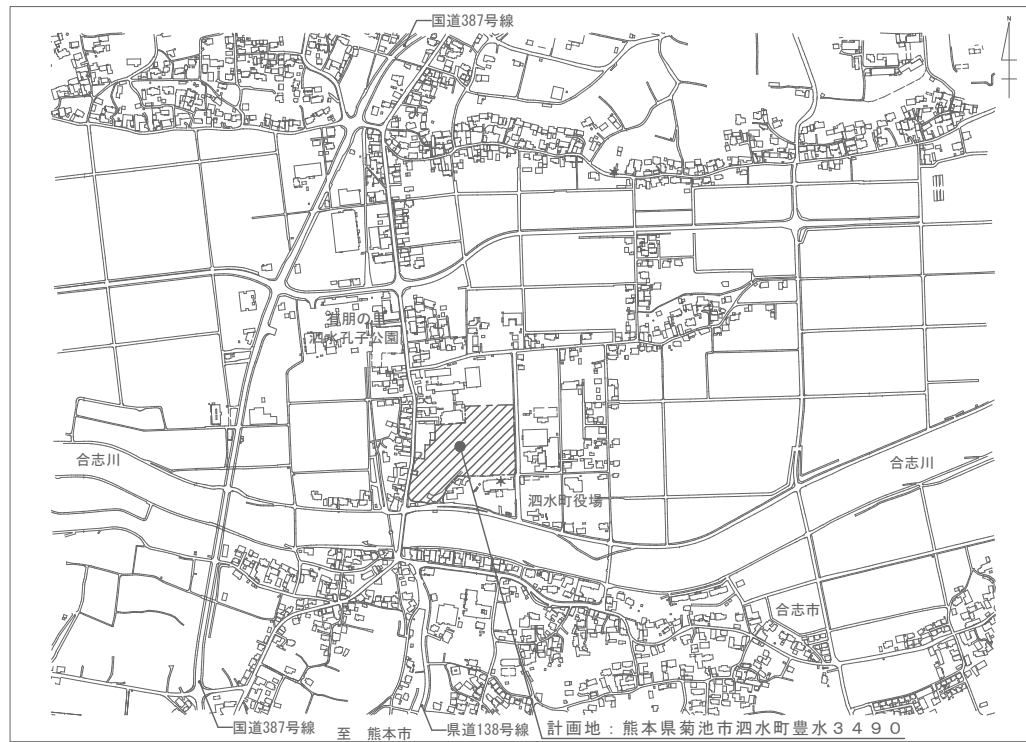 国道387号線
N
孔子公園
泗水
合志川
合志川
泗水町役場
合志市
国道387号線
至 熊本市
県道138号線
計画地：熊本県菊池市泗水町豊水３４９０